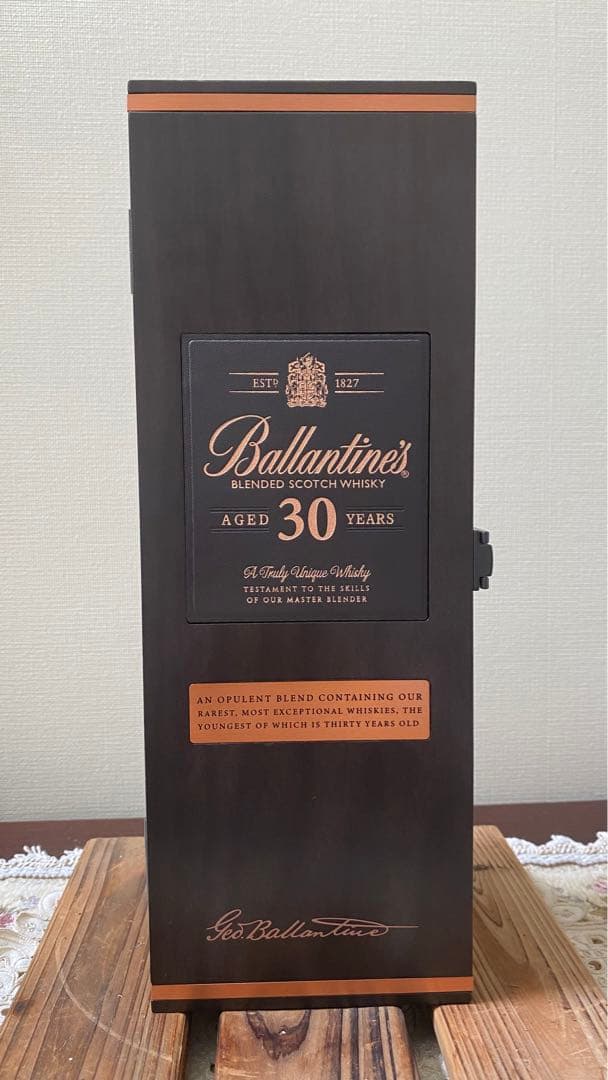 ESTD 1827
Ballantine's®
BLENDED SCOTCH WHISKY
AGED 30 YEARS
A Truly Unique Whisky
TESTAMENT TO THE SKILLS
OF OUR MASTER BLENDER
AN OPULENT BLEND CONTAINING OUR
RAREST, MOST EXCEPTIONAL WHISKIES, THE
YOUNGEST OF WHICH IS THIRTY YEARS OLD
Geo. Ballantine